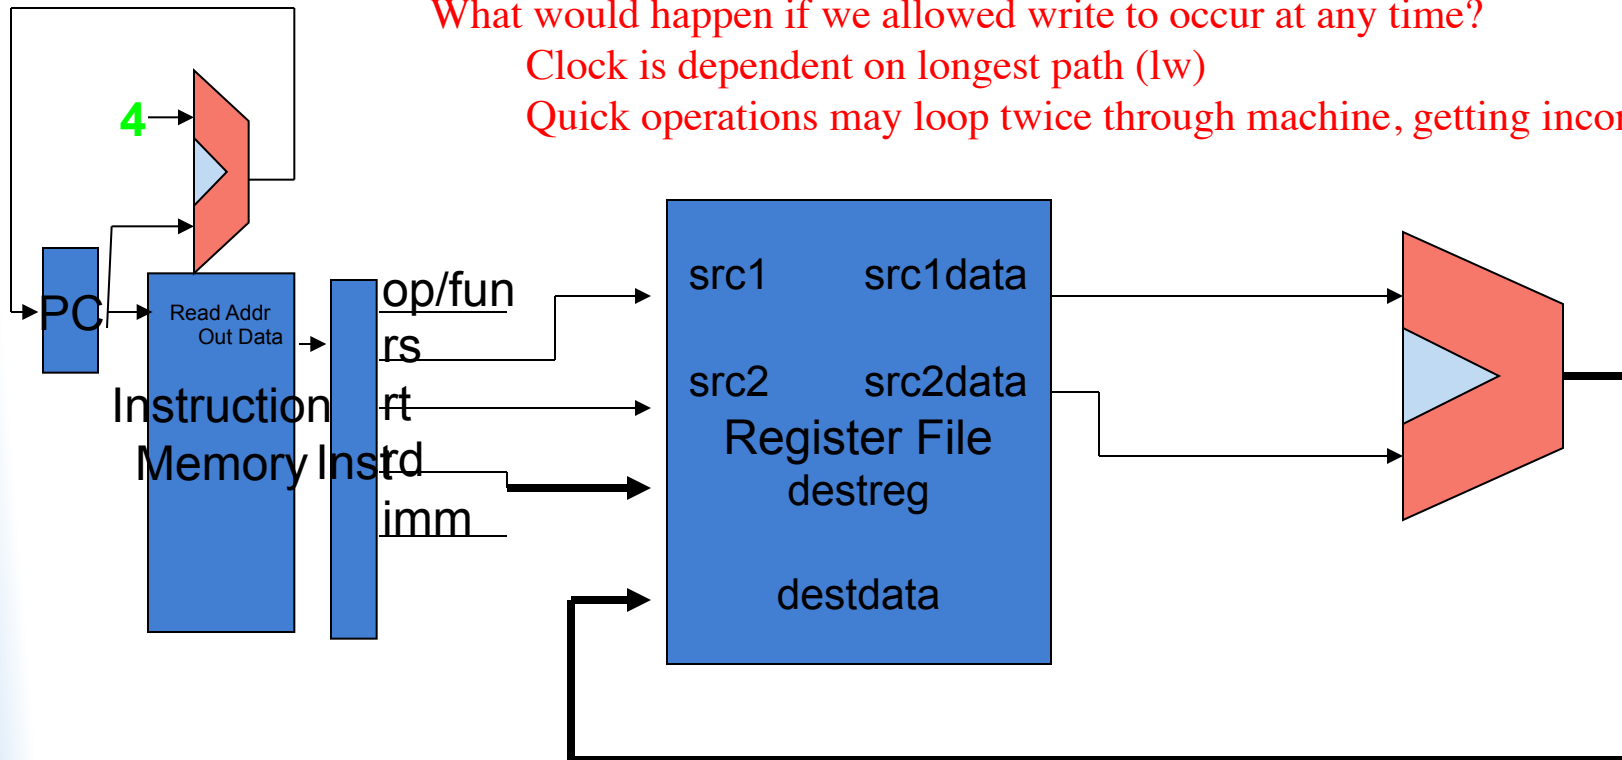 What would happen if we allowed write to occur at any time?
Clock is dependent on longest path (lw)
Quick operations may loop twice through machine, getting
4
PC
Read Addr
Out Data
Instruction
Memory
Inst
op/fun
rs
rt
rd
imm
src1 src1data
src2 src2data
Register File
destreg
destdata